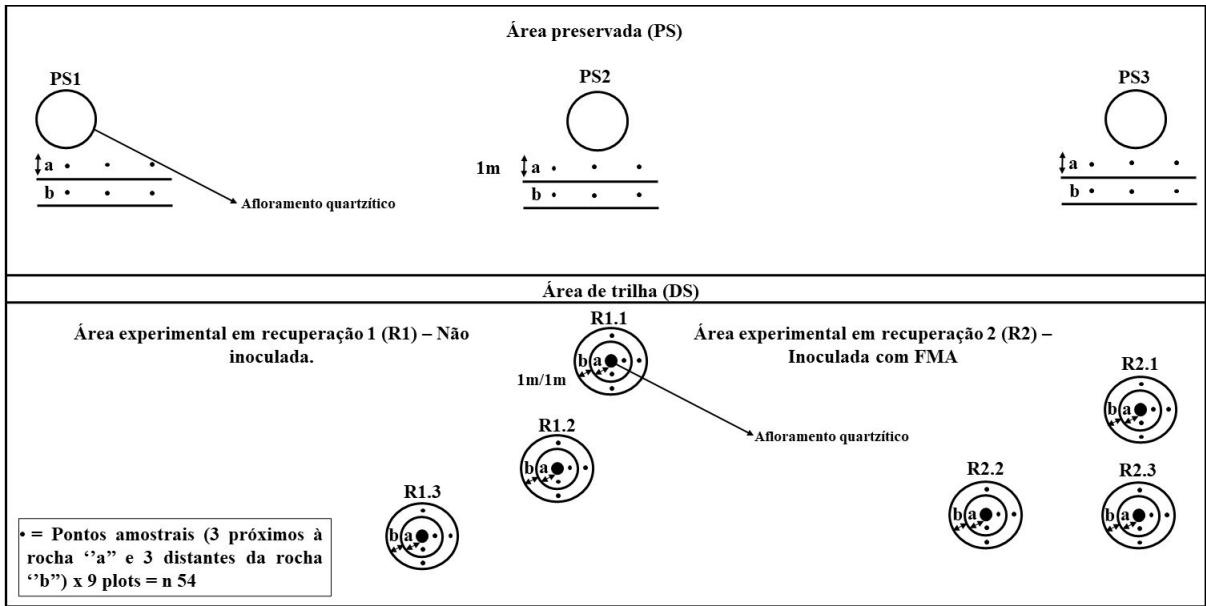 Área preservada (PS)
PS1
PS2
PS3
a
1m
a
a
b
b
b
Afloramento quartzítico
Área de trilha (DS)
Área experimental em recuperação 1 (R1) – Não
inoculada.
R1.1
Área experimental em recuperação 2 (R2) –
Inoculada com FMA
b a
1m/1m
R2.1
b a
R1.2
Afloramento quartzítico
b a
R2.2
R2.3
R1.3
b a
b a
b a
• = Pontos amostrais (3 próximos à
rocha ‘‘a” e 3 distantes da rocha
‘‘b”) x 9 plots = n 54